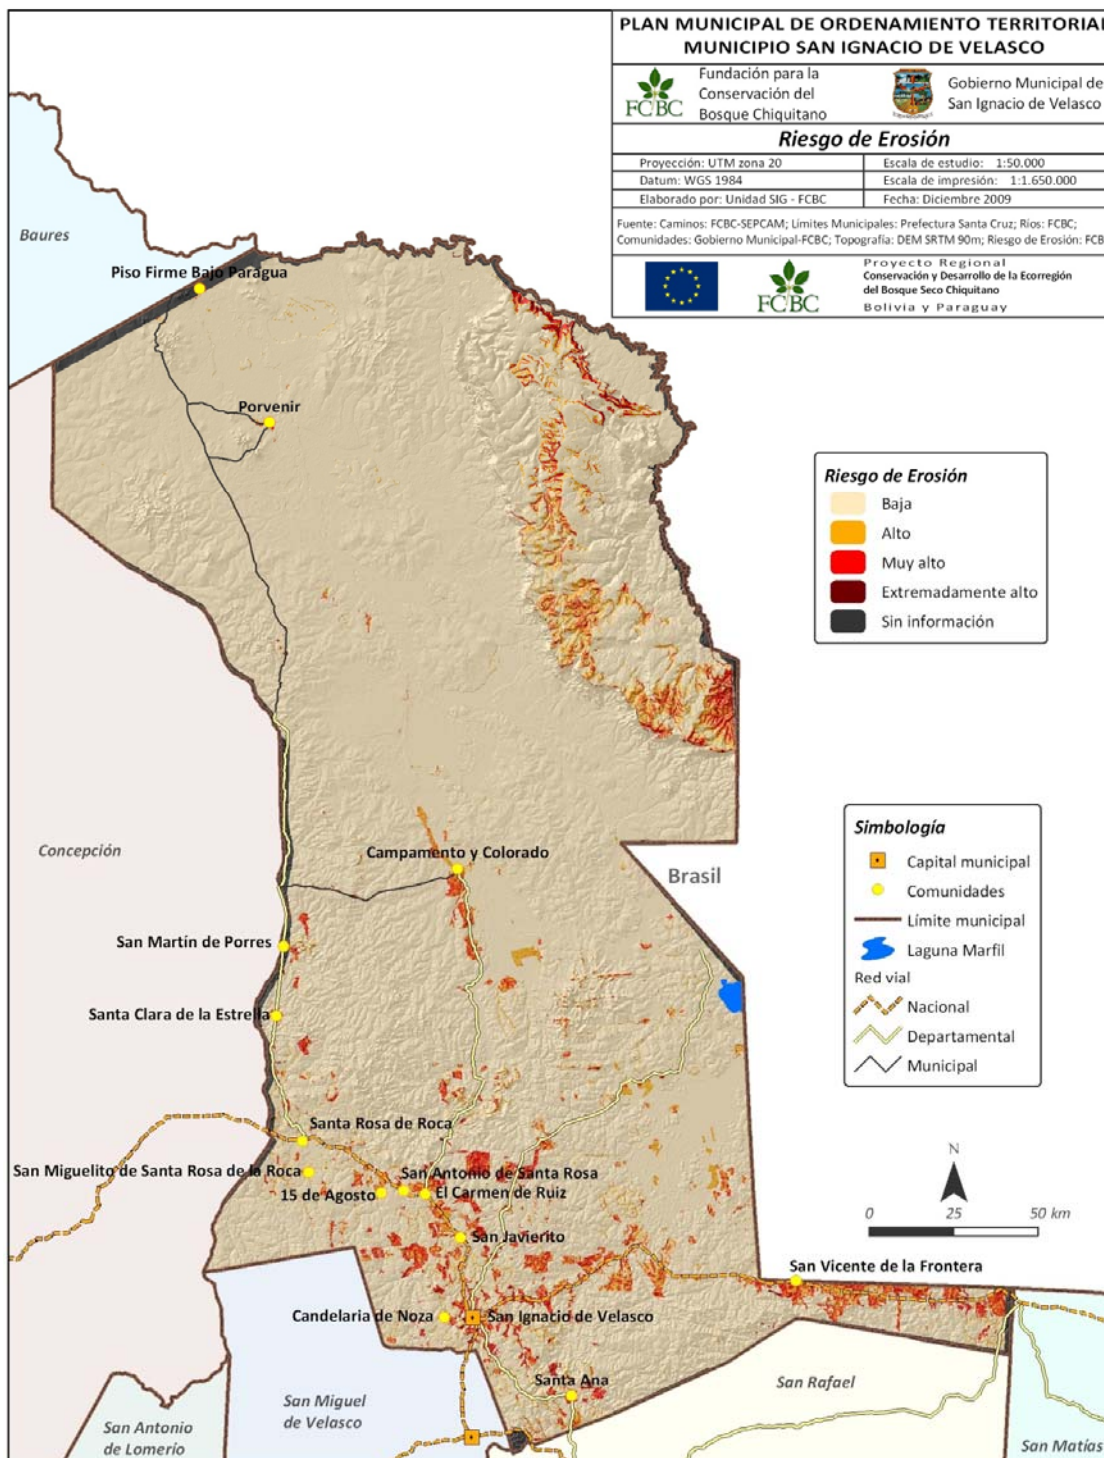 PLAN MUNICIPAL DE ORDENAMIENTO TERRITORIAL
MUNICIPIO SAN IGNACIO DE VELASCO
FCBC
Fundación para la
Conservación del
Bosque Chiquitano
Gobierno Municipal de
San Ignacio de Velasco
Riesgo de Erosión
Proyección: UTM zona 20
Escala de estudio: 1:50.000
Datum: WGS 1984
Escala de impresión: 1:1.650.000
Elaborado por: Unidad SIG - FCBC
Fecha: Diciembre 2009
Fuente: Caminos: FCBC-SEPCAM; Límites Municipales: Prefectura Santa Cruz; Ríos: FCBC;
Comunidades: Gobierno Municipal-FCBC; Topografía: DEM SRTM 90m; Riesgo de Erosión: FCB
FCBC
Proyecto Regional
Conservación y Desarrollo de la Ecorregión
del Bosque Seco Chiquitano
Bolivia y Paraguay
Baures
Piso Firme Bajo Paragua
Porvenir
Riesgo de Erosión
Baja
Alto
Muy alto
Extremadamente alto
Sin información
Concepción
Campamento y Colorado
Brasil
San Martín de Porres
Santa Clara de la Estrella
Simbología
Capital municipal
Comunidades
Límite municipal
Laguna Marfil
Red vial
Nacional
Departamental
Municipal
Santa Rosa de Roca
San Miguelito de Santa Rosa de la Roca
San Antonio de Santa Rosa
15 de Agosto
El Carmen de Ruiz
San Javierito
N
0 25 50 km
San Vicente de la Frontera
Candelaria de Noza
San Ignacio de Velasco
Santa Ana
San Rafael
San Miguel
de Velasco
San Antonio
de Lomerío
San Matías